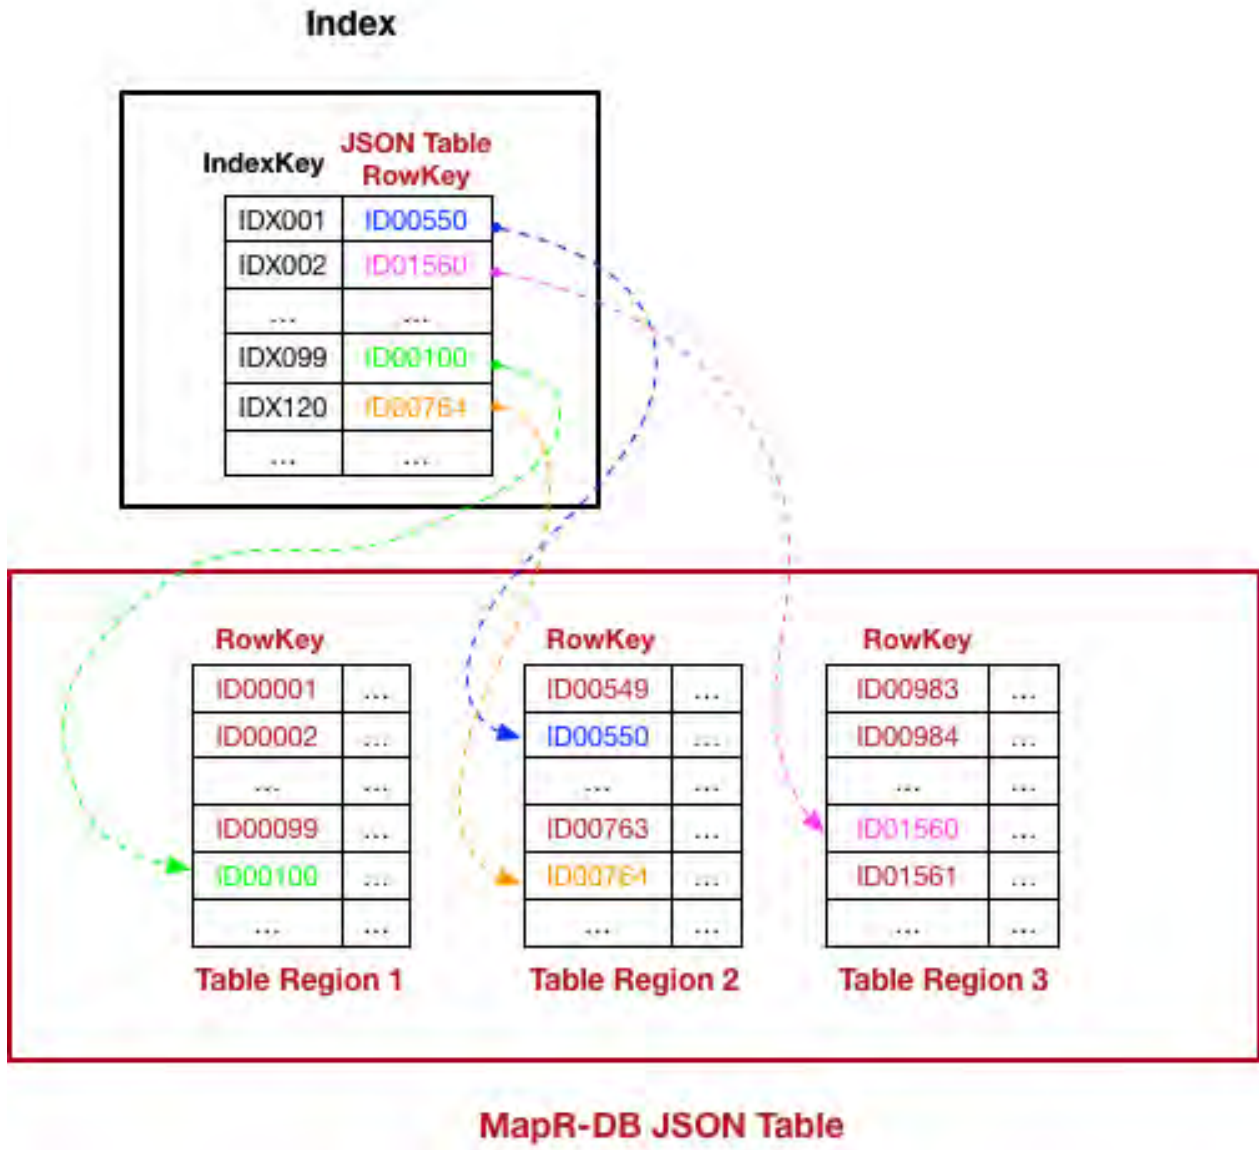 Index
IndexKey JSON Table RowKey
IDX001 ID00550
IDX002 ID01560
... ...
IDX099 ID00100
IDX120 ID00764
... ...
RowKey RowKey RowKey
ID00001 ... ID00549 ... ID00983 ...
ID00002 ... ID00550 ... ID00984 ...
... ... ... ... ... ...
ID00099 ... ID00763 ... ID01560 ...
ID00100 ... ID00764 ... ID01561 ...
... ... ... ... ... ...
Table Region 1 Table Region 2 Table Region 3
MapR-DB JSON Table